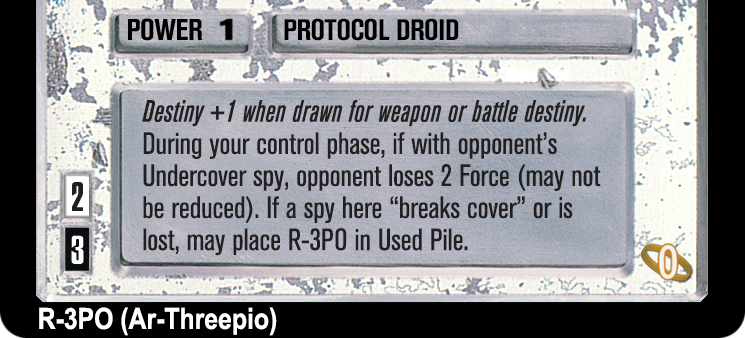 POWER 1 PROTOCOL DROID
Destiny +1 when drawn for weapon or battle destiny.
During your control phase, if with opponent's
Undercover spy, opponent loses 2 Force (may not
be reduced). If a spy here “breaks cover” or is
lost, may place R-3PO in Used Pile.
2
3
0
R-3PO (Ar-Threepio)